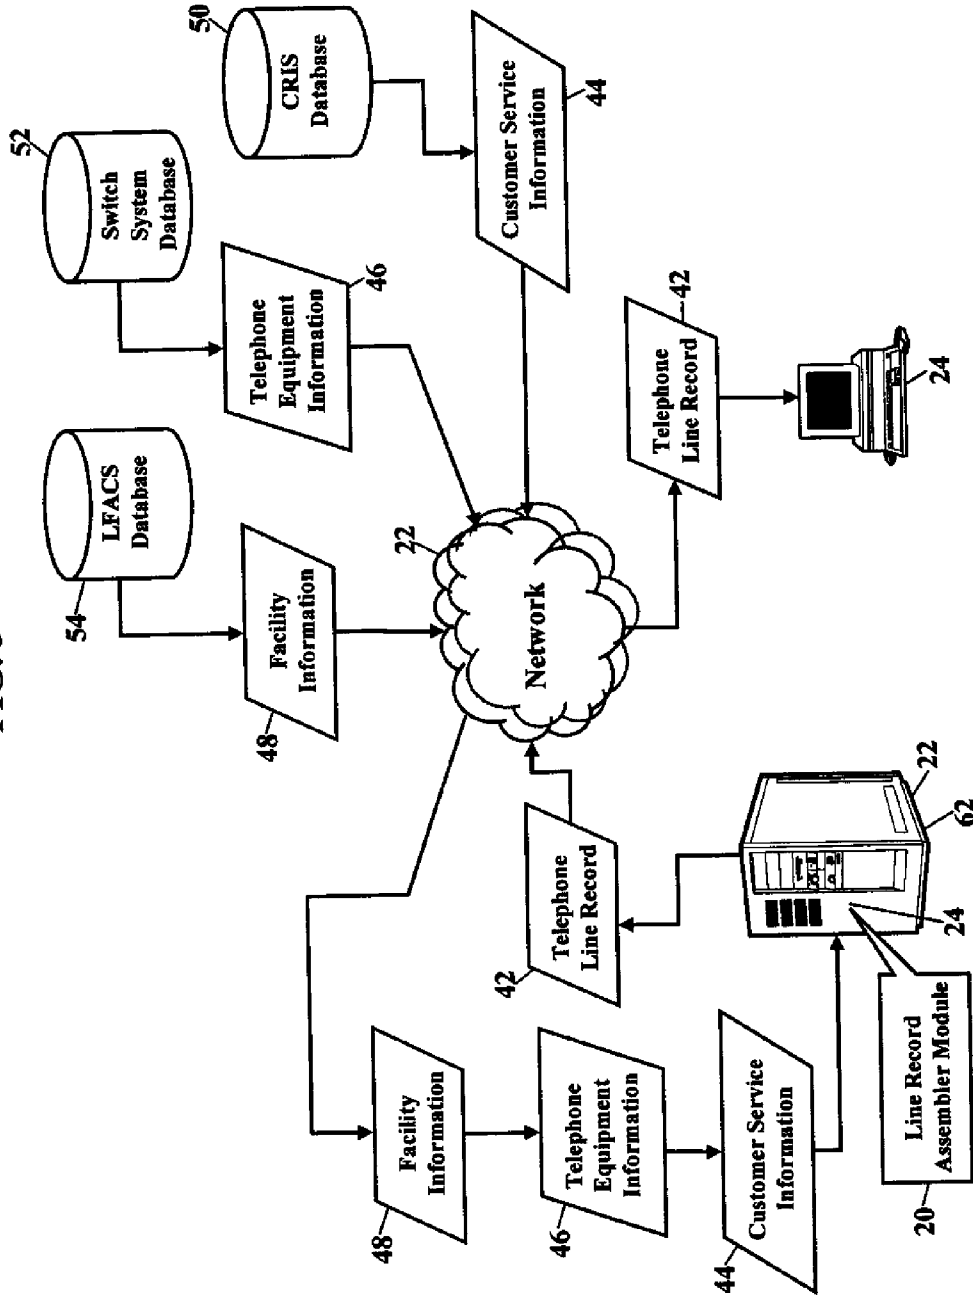 54
LFACS
Database
52
Switch
System
Database
50
CRIS
Database
48
Facility
Information
Telephone
Equipment
Information
46
Customer Service
Information
44
22
Network
48
Facility
Information
46
Telephone
Equipment
Information
44
Customer Service
Information
42
Telephone
Line Record
Telephone
Line Record
42
24
20
Line Record
Assembler Module
24
62
22